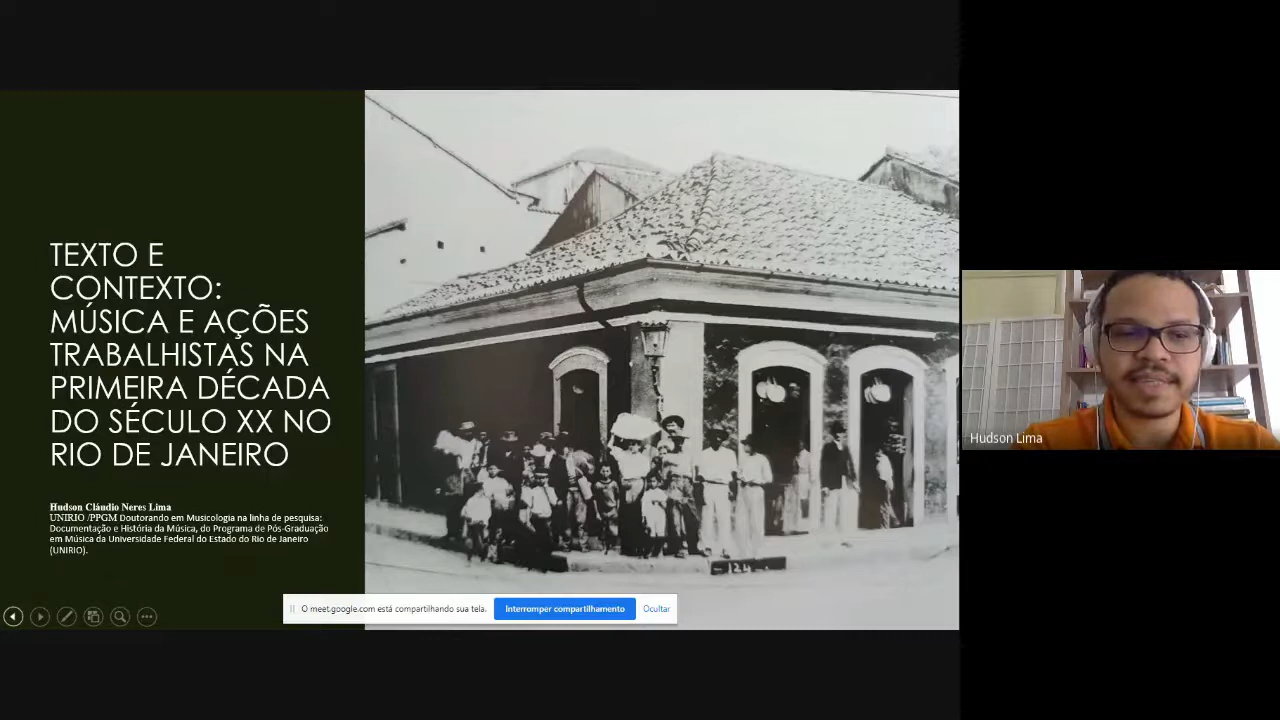 TEXTO E
CONTEXTO:
MÚSICA E AÇÕES
TRABALHISTAS NA
PRIMEIRA DÉCADA
DO SÉCULO XX NO
RIO DE JANEIRO
Hudson Cláudio Neres Lima
UNIRIO /PPGM Doutorando em Musicologia na linha de pesquisa:
Documentação e História da Música, do Programa de Pós-Graduação
em Música da Universidade Federal do Estado do Rio de Janeiro
(UNIRIO).
124
O meet.google.com está compartilhando sua tela.
Interromper compartilhamento
Ocultar
Hudson Lima